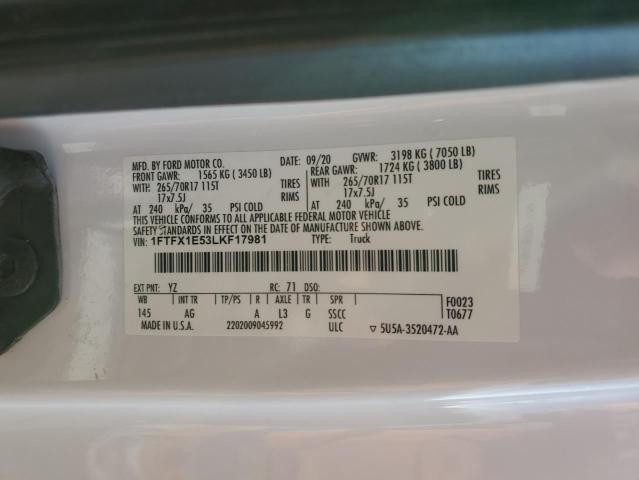 MFD. BY FORD MOTOR CO. DATE: 09/20 GVWR: 3198 KG ( 7050 LB)
FRONT GAWR: 1565 KG ( 3450 LB) REAR GAWR: 1724 KG ( 3800 LB)
WITH 265/70R17 115T TIRES WITH 265/70R17 115T TIRES
17x7.5J RIMS 17x7.5J RIMS
AT 240 kPa/ 35 PSI COLD AT 240 kPa/ 35 PSI COLD
THIS VEHICLE CONFORMS TO ALL APPLICABLE FEDERAL MOTOR VEHICLE
SAFETY STANDARDS IN EFFECT ON THE DATE OF MANUFACTURE SHOWN ABOVE.
VIN: 1FTFX1E53LKF17981 TYPE: Truck
EXT PNT: YZ RC: 71 DSO:
WB INT TR TP/PS R AXLE TR SPR F0023
145 AG A L3 G SSCC T0677
MADE IN U.S.A. 2202009045992 ULC ▽ 5U5A-3520472-AA